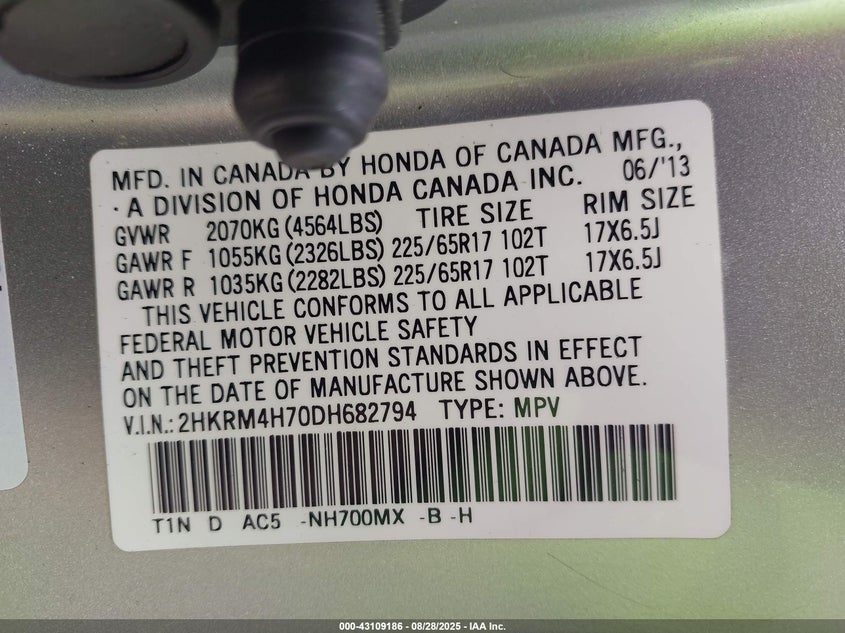 MFD. IN CANADA BY HONDA OF CANADA MFG.,
· A DIVISION OF HONDA CANADA INC. 06/'13
GVWR 2070KG (4564LBS) TIRE SIZE RIM SIZE
GAWR F 1055KG (2326LBS) 225/65R17 102T 17X6.5J
GAWR R 1035KG (2282LBS) 225/65R17 102T 17X6.5J
THIS VEHICLE CONFORMS TO ALL APPLICABLE
FEDERAL MOTOR VEHICLE SAFETY
AND THEFT PREVENTION STANDARDS IN EFFECT
ON THE DATE OF MANUFACTURE SHOWN ABOVE.
V.I.N.: 2HKRM4H70DH682794 TYPE: MPV
T1N D AC5 -NH700MX -B -H
000-43109186 - 08/28/2025 - IAA Inc.